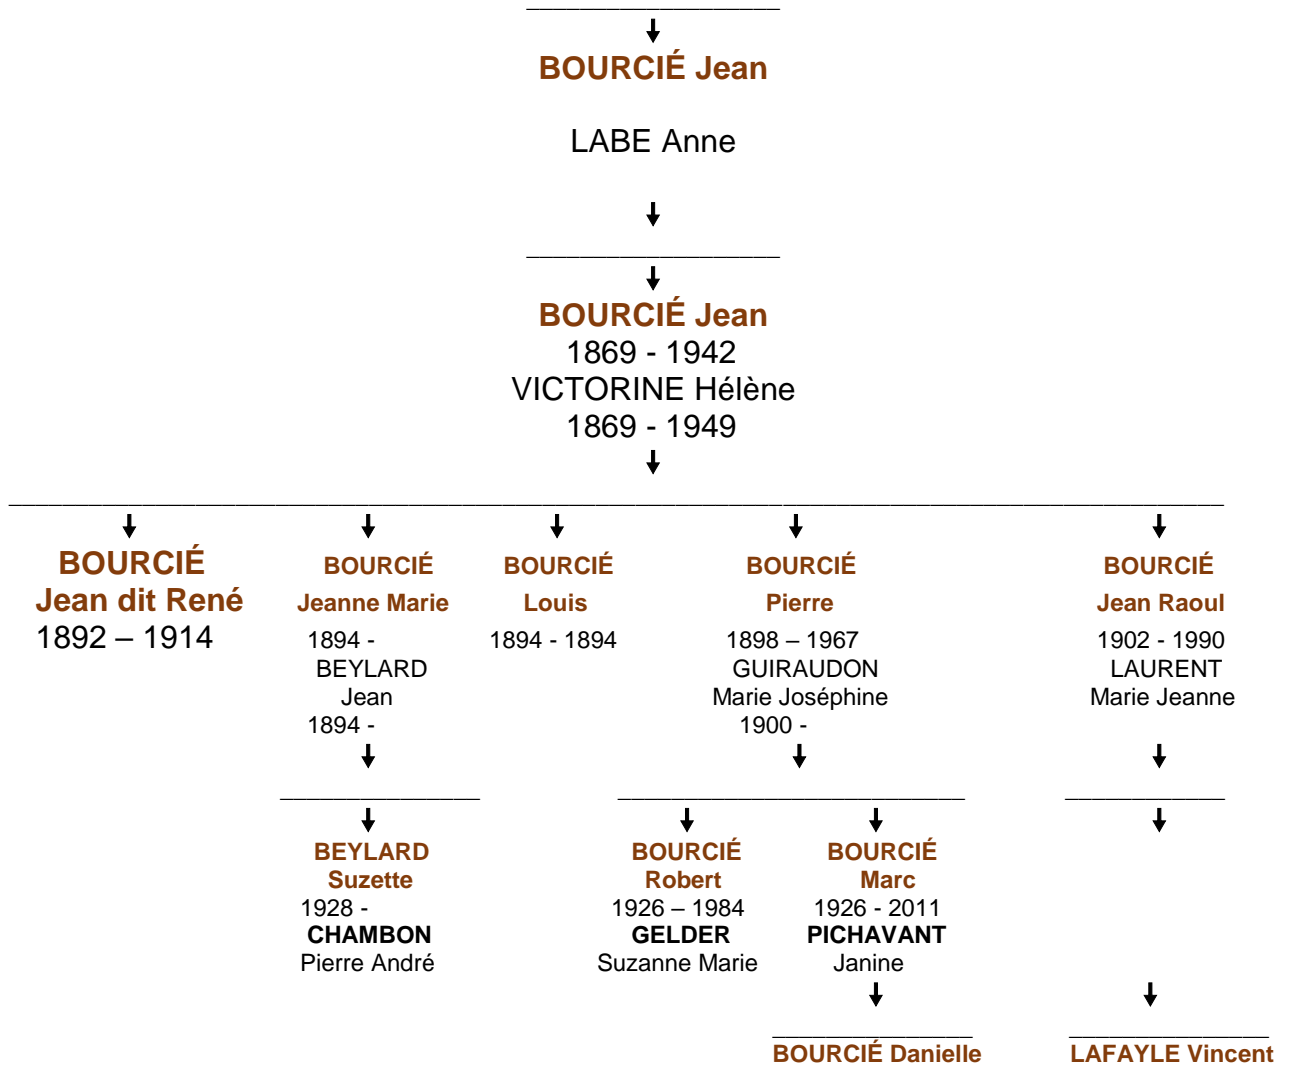 BOURCIÉ Jean
LABE Anne
BOURCIÉ Jean
1869 - 1942
VICTORINE Hélène
1869 - 1949
BOURCIÉ
Jean dit René
1892 – 1914
BOURCIÉ
Jeanne Marie
1894 -
BEYLARD
Jean
1894 -
BOURCIÉ
Louis
1894 - 1894
BOURCIÉ
Pierre
1898 – 1967
GUIRAUDON
Marie Joséphine
1900 -
BOURCIÉ
Jean Raoul
1902 - 1990
LAURENT
Marie Jeanne
BEYLARD
Suzette
1928 -
CHAMBON
Pierre André
BOURCIÉ
Robert
1926 – 1984
GELDER
Suzanne Marie
BOURCIÉ
Marc
1926 - 2011
PICHAVANT
Janine
BOURCIÉ Danielle
LAFAYLE Vincent